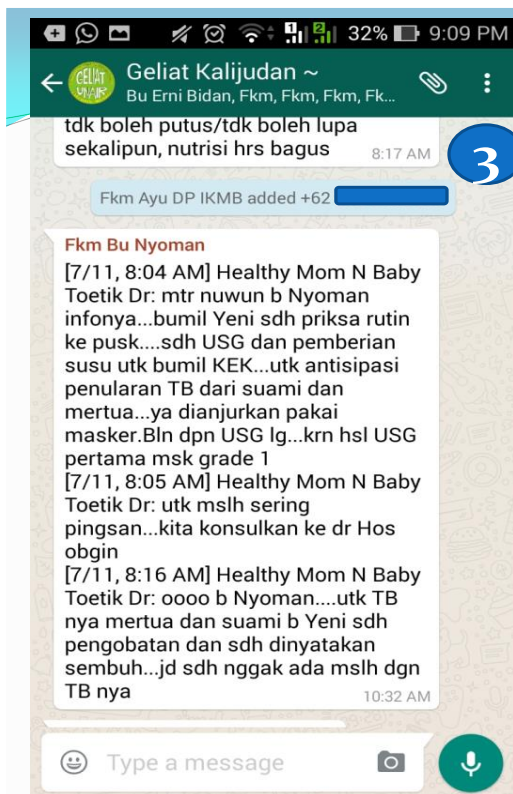 32% 9:09 PM
GELIAT UNAIR
Geliat Kalijudan ~
Bu Erni Bidan, Fkm, Fkm, Fkm, Fk...
tdk boleh putus/tdk boleh lupa
sekalipun, nutrisi hrs bagus 8:17 AM
3
Fkm Ayu DP IKMB added +62
Fkm Bu Nyoman
[7/11, 8:04 AM] Healthy Mom N Baby
Toetik Dr: mtr nuwun b Nyoman
infonya...bumil Yeni sdh priksa rutin
ke pusk....sdh USG dan pemberian
susu utk bumil KEK...utk antisipasi
penularan TB dari suami dan
mertua...ya dianjurkan pakai
masker.Bln dpn USG lg...krn hsl USG
pertama msk grade 1
[7/11, 8:05 AM] Healthy Mom N Baby
Toetik Dr: utk mslh sering
pingsan...kita konsulkan ke dr Hos
obgin
[7/11, 8:16 AM] Healthy Mom N Baby
Toetik Dr: oooo b Nyoman....utk TB
nya mertua dan suami b Yeni sdh
pengobatan dan sdh dinyatakan
sembuh...jd sdh nggak ada mslh dgn
TB nya 10:32 AM
Type a message